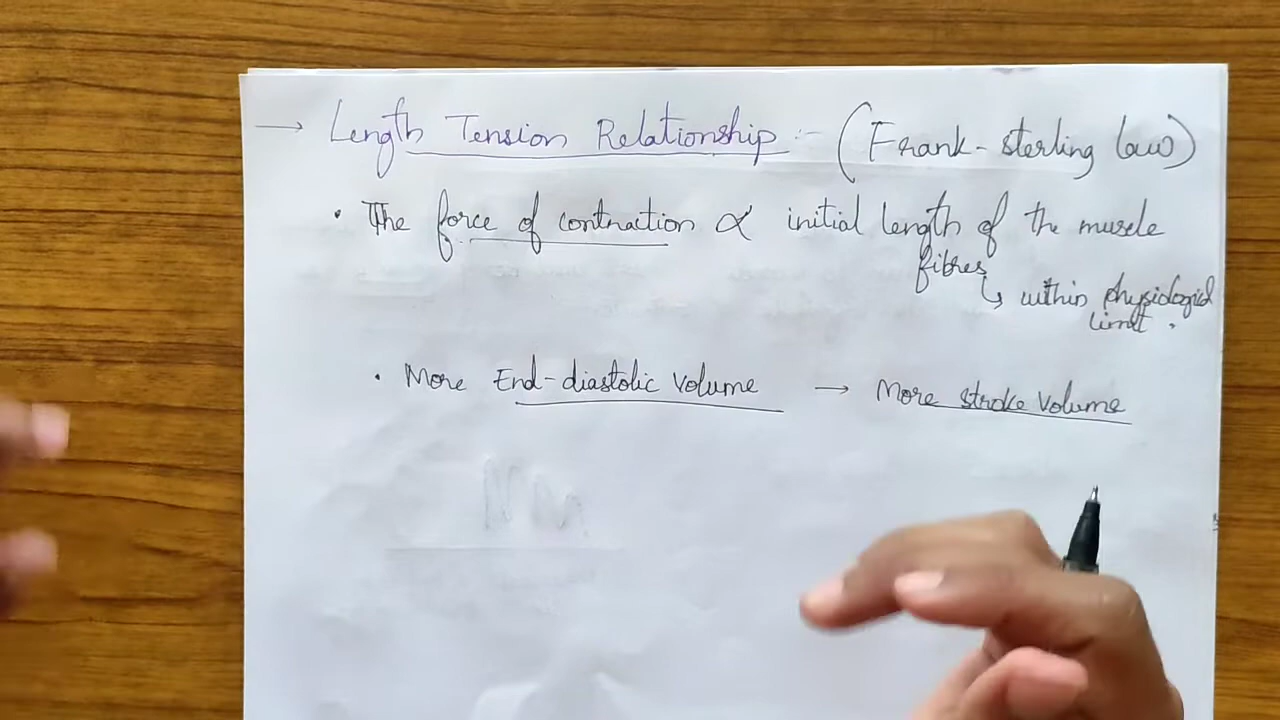 → Length Tension Relationship :- (Frank-sterling law)
• The force of contraction ∝ initial length of the muscle
fibres
↳ within physiological
limit.
• More End-diastolic Volume → More stroke Volume